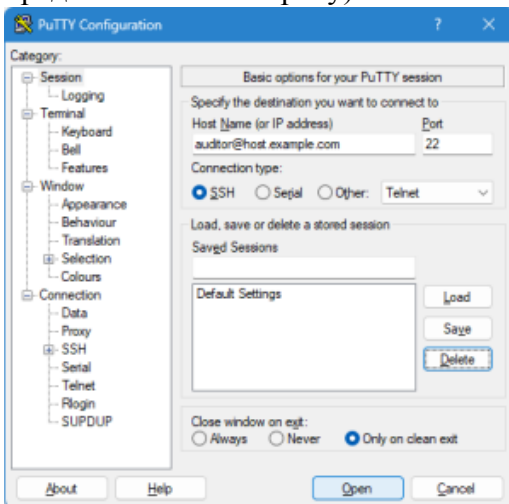 PuTTY Configuration ? ×
Category:
Session
Logging
Terminal
Keyboard
Bell
Features
Window
Appearance
Behaviour
Translation
Selection
Colours
Connection
Data
Proxy
SSH
Serial
Telnet
Rlogin
SUPDUP
Basic options for your PuTTY session
Specify the destination you want to connect to
Host Name (or IP address) Port
auditor@host.example.com 22
Connection type:
SSH Serial Other: Telnet
Load, save or delete a stored session
Saved Sessions
Default Settings
Load
Save
Delete
Close window on exit:
Always Never Only on clean exit
About Help Open Cancel